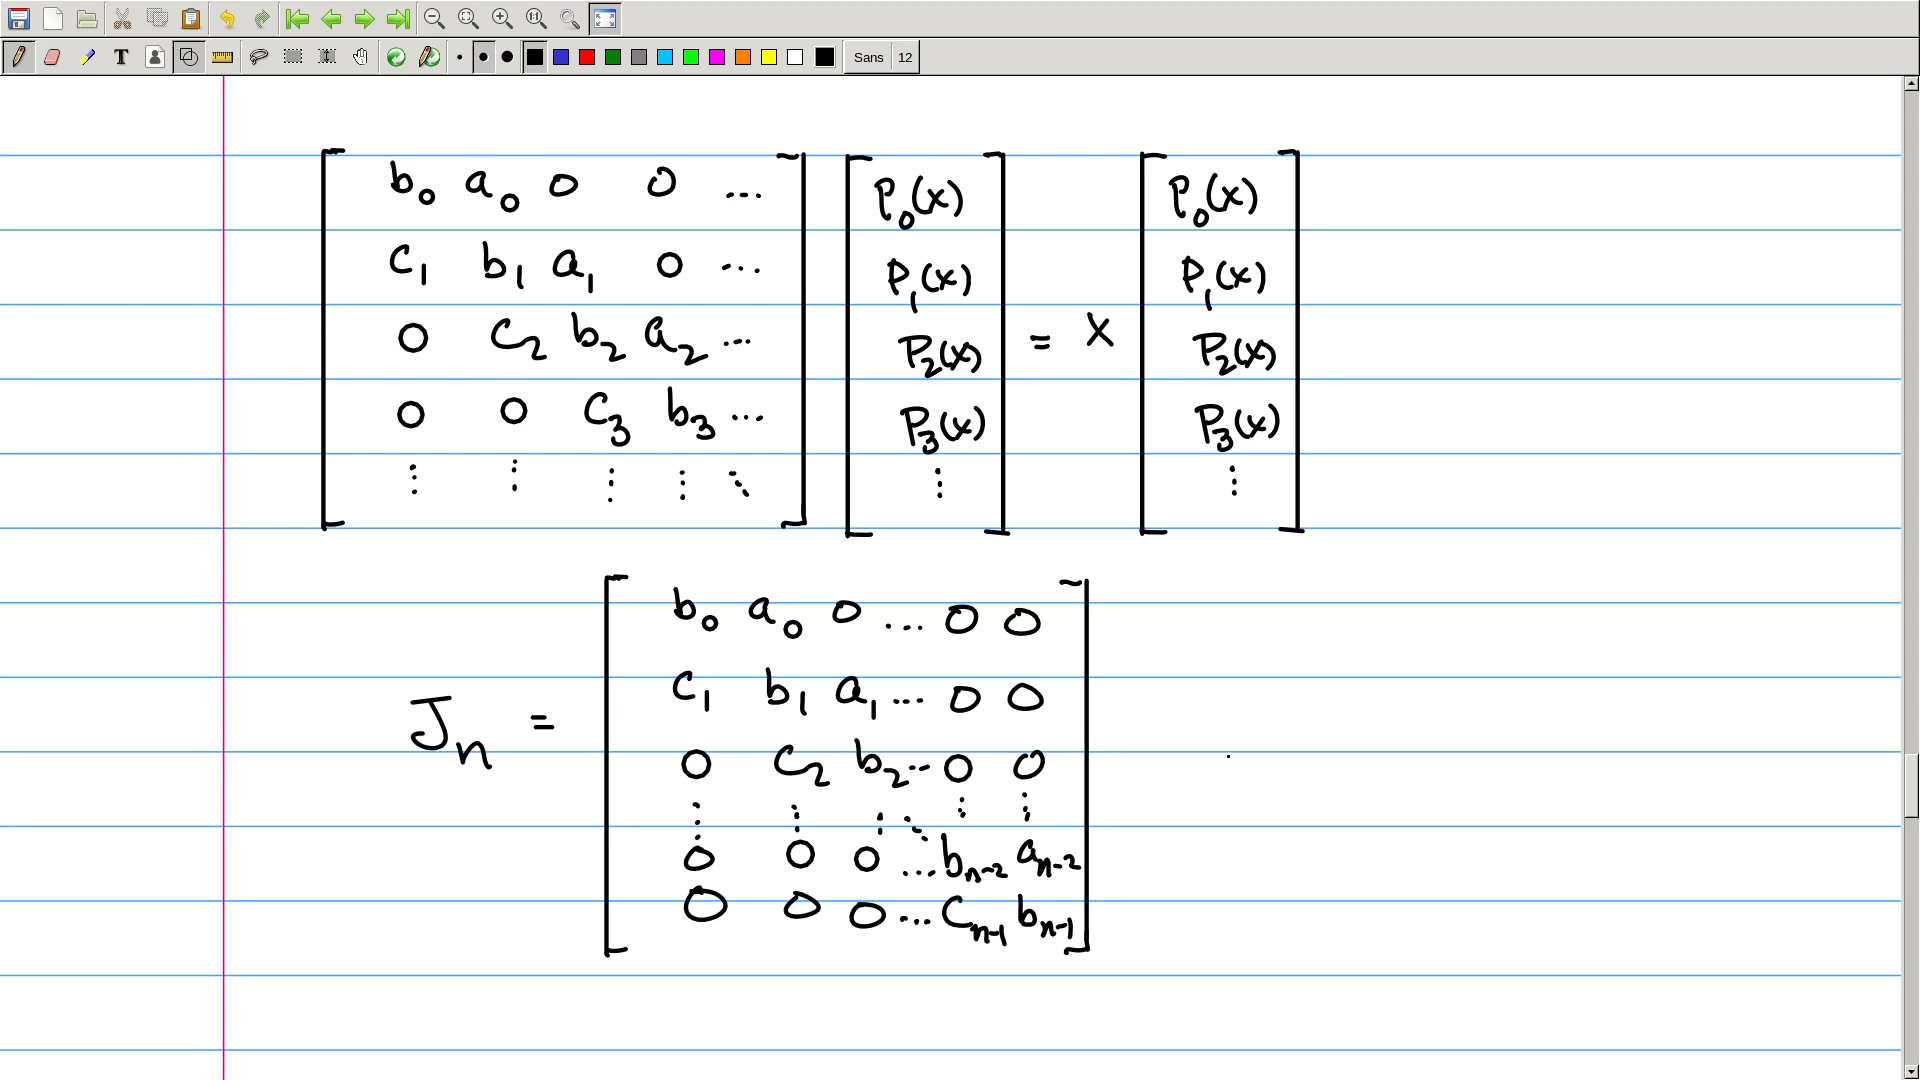 Sans 12
b₀ a₀ 0 0 ... P₀(x) P₀(x)
c₁ b₁ a₁ 0 ... P₁(x) P₁(x)
0 c₂ b₂ a₂ ... P₂(x) = x P₂(x)
0 0 c₃ b₃ ... P₃(x) P₃(x)
⋮ ⋮ ⋮ ⋮ ⋱ ⋮ ⋮
b₀ a₀ 0 ... 0 0
c₁ b₁ a₁ ... 0 0
Jₙ = 0 c₂ b₂ ... 0 0
⋮ ⋮ ⋮ ⋱ ⋮ ⋮
0 0 0 ... bₙ₋₂ aₙ₋₂
0 0 0 ... cₙ₋₁ bₙ₋₁